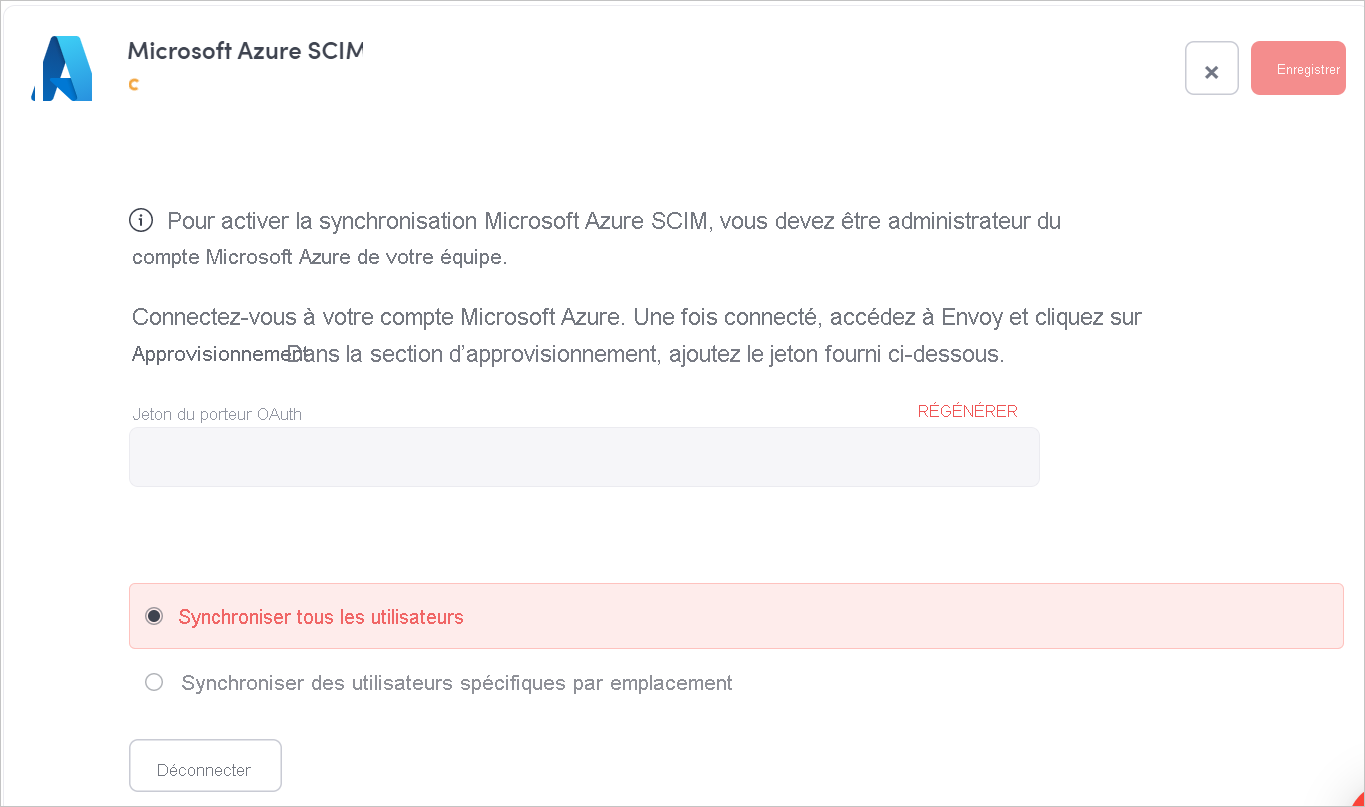 Microsoft Azure SCIM
c
Enregistrer
Pour activer la synchronisation Microsoft Azure SCIM, vous devez être administrateur du
compte Microsoft Azure de votre équipe.
Connectez-vous à votre compte Microsoft Azure. Une fois connecté, accédez à Envoy et cliquez sur
Approvisionnement Dans la section d’approvisionnement, ajoutez le jeton fourni ci-dessous.
Jeton du porteur OAuth
RÉGÉNÉRER
Synchroniser tous les utilisateurs
Synchroniser des utilisateurs spécifiques par emplacement
Déconnecter